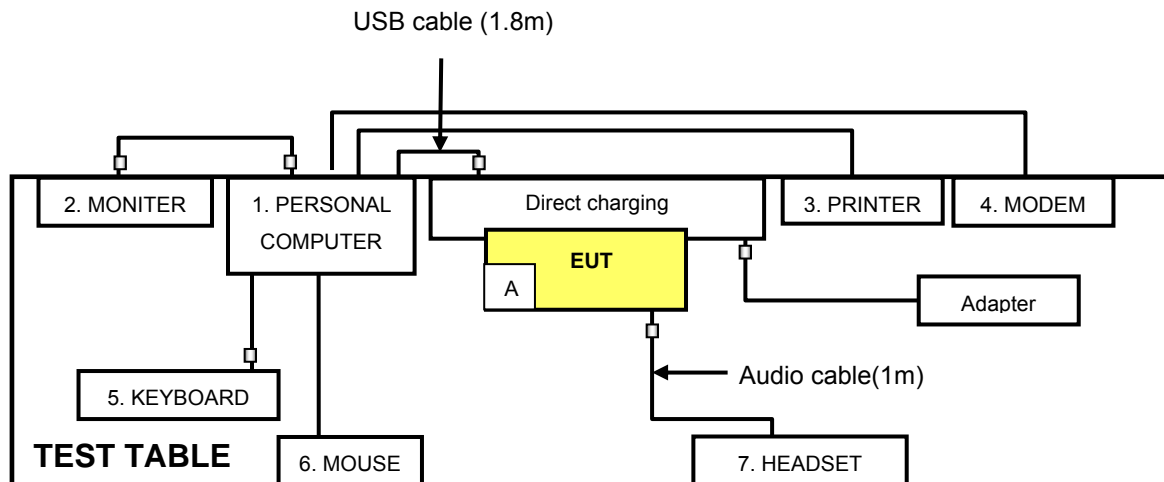 USB cable (1.8m)
2. MONITER
1. PERSONAL
COMPUTER
Direct charging
3. PRINTER
4. MODEM
EUT
A
Adapter
Audio cable(1m)
5. KEYBOARD
TEST TABLE
6. MOUSE
7. HEADSET